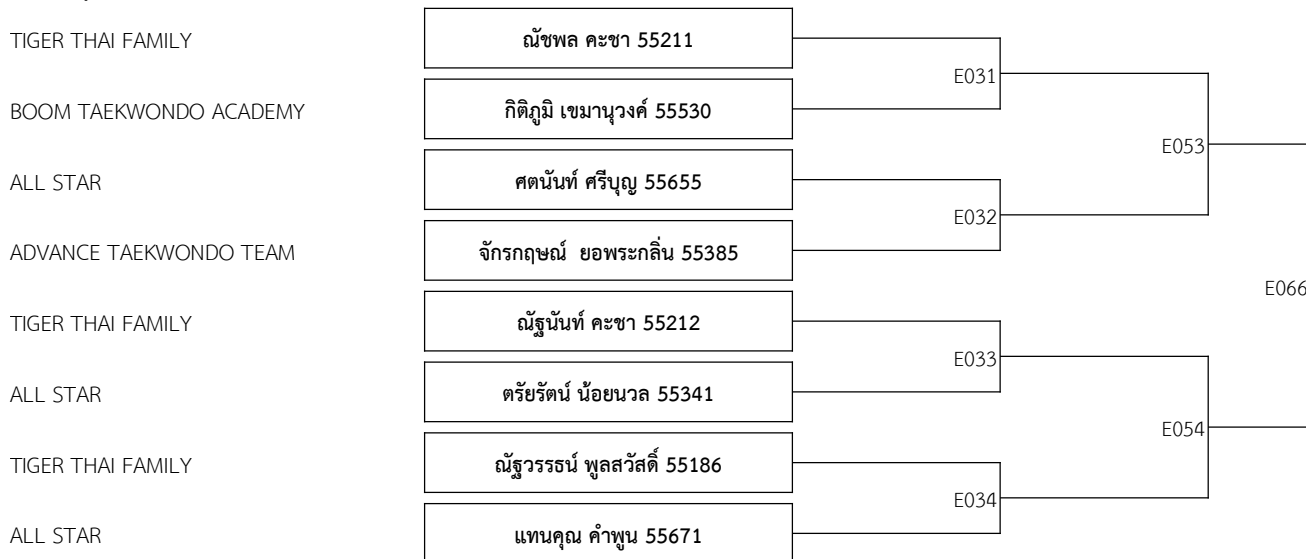 TIGER THAI FAMILY ณัชพล คะชา 55211
E031
BOOM TAEKWONDO ACADEMY กิติภูมิ เขมานุวงค์ 55530
E053
ALL STAR ศตนันท์ ศรีบุญ 55655
E032
ADVANCE TAEKWONDO TEAM จักรกฤษณ์  ยอพระกลิ่น 55385
E066
TIGER THAI FAMILY ณัฐนันท์ คะชา 55212
E033
ALL STAR ตรัยรัตน์ น้อยนวล 55341
E054
TIGER THAI FAMILY ณัฐวรรธน์ พูลสวัสดิ์ 55186
E034
ALL STAR แทนคุณ คำพูน 55671